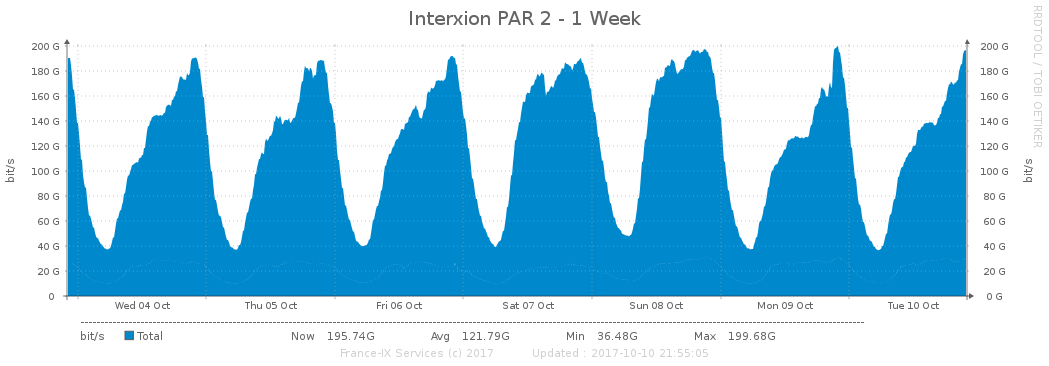 Interxion PAR 2 - 1 Week
RRDTOOL / TOBI OETIKER
bit/s
bit/s
200 G
180 G
160 G
140 G
120 G
100 G
80 G
60 G
40 G
20 G
0
200 G
180 G
160 G
140 G
120 G
100 G
80 G
60 G
40 G
20 G
0 G
Wed 04 Oct Thu 05 Oct Fri 06 Oct Sat 07 Oct Sun 08 Oct Mon 09 Oct Tue 10 Oct
bit/s Total Now 195.74G Avg 121.79G Min 36.48G Max 199.68G
France-IX Services (c) 2017 Updated : 2017-10-10 21:55:05